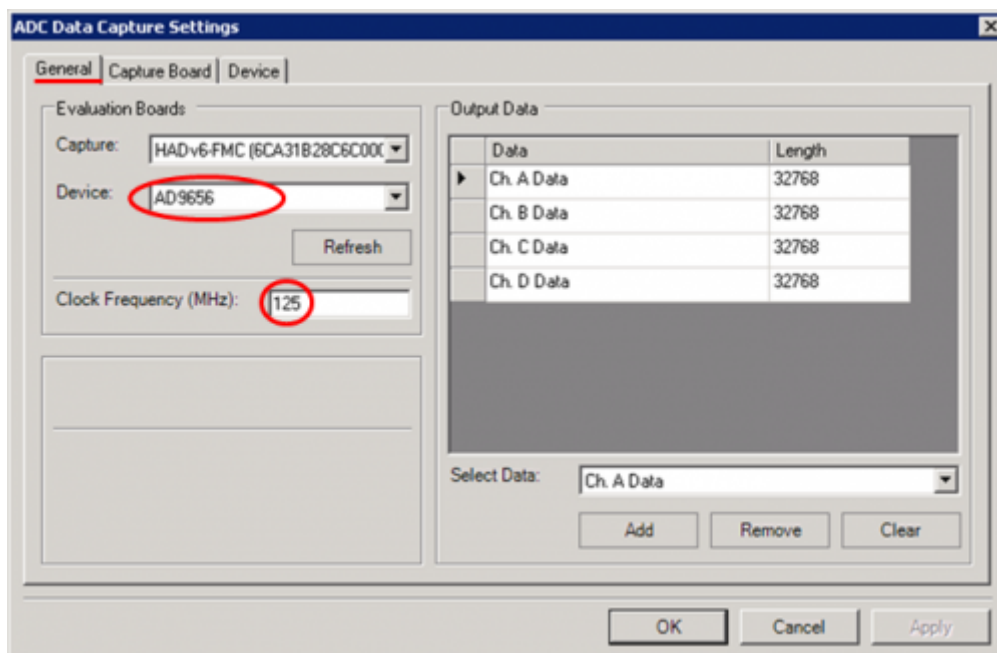 ADC Data Capture Settings
General Capture Board Device
Evaluation Boards
Capture: HADv6-FMC (6CA31B28C6C00(
Device: AD9656
Refresh
Clock Frequency (MHz): 125
Output Data
Data Length
Ch. A Data 32768
Ch. B Data 32768
Ch. C Data 32768
Ch. D Data 32768
Select Data: Ch. A Data
Add Remove Clear
OK Cancel Apply